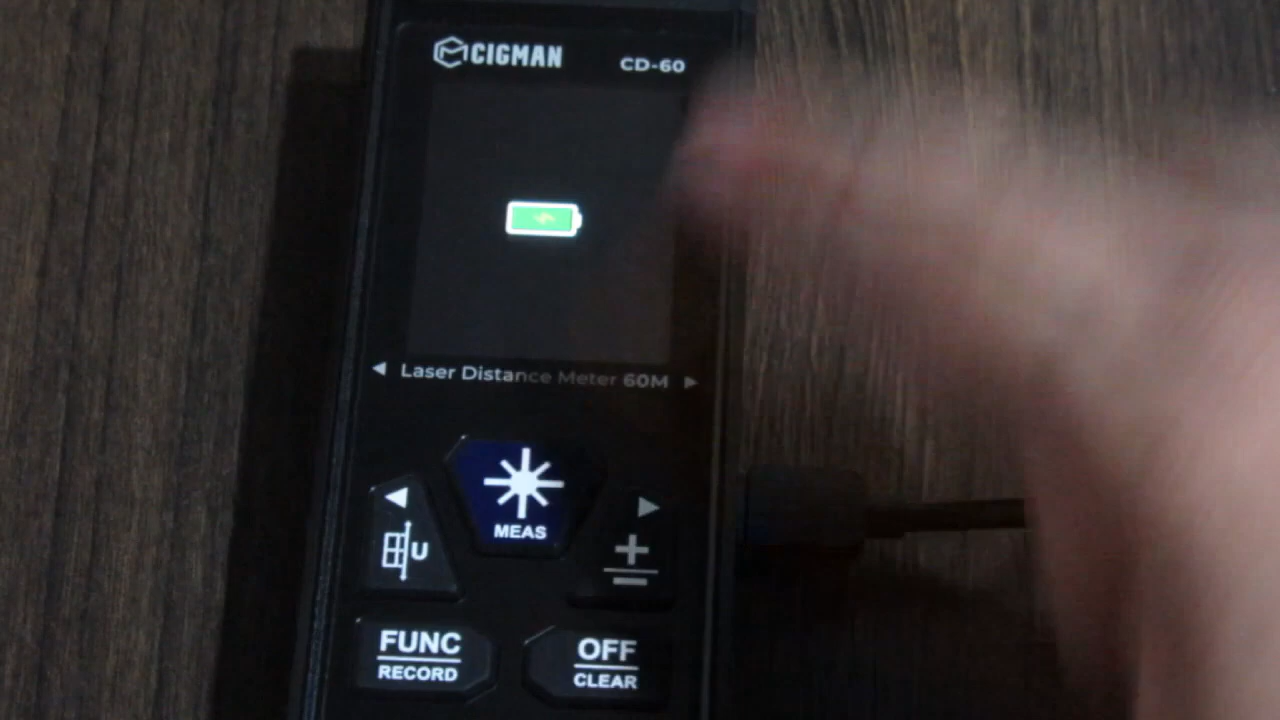 CIGMAN CD-60
Laser Distance Meter 60M
MEAS
U
FUNC
RECORD
OFF
CLEAR